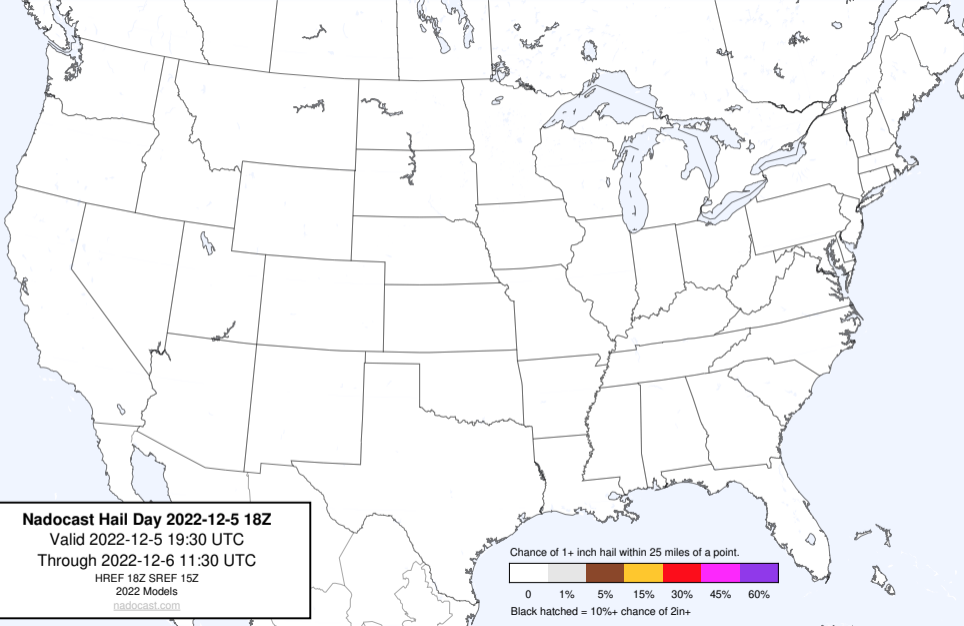 Nadocast Hail Day 2022-12-5 18Z
Valid 2022-12-5 19:30 UTC
Through 2022-12-6 11:30 UTC
HREF 18Z SREF 15Z
2022 Models
nadocast.com
Chance of 1+ inch hail within 25 miles of a point.
0 1% 5% 15% 30% 45% 60%
Black hatched = 10%+ chance of 2in+